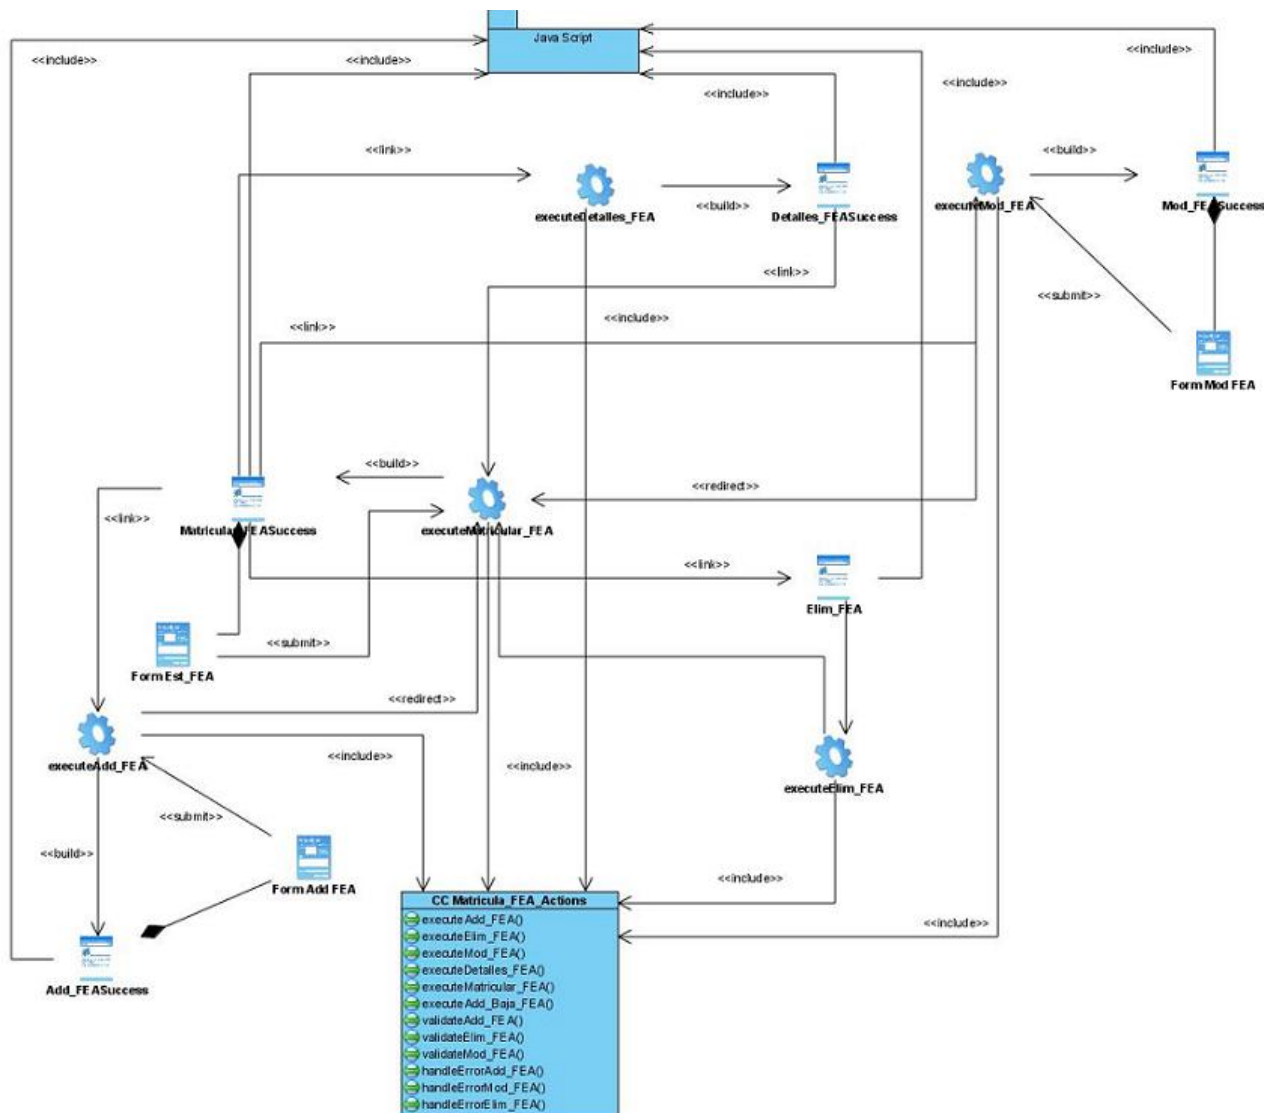 Java Script
<<include>>
<<include>>
<<include>>
<<include>>
<<include>>
<<link>>
<<build>>
<<build>>
executeDetalles_FEA
Detalles_FEASuccess
executeMod_FEA
Mod_FEASuccess
<<link>>
<<submit>>
<<link>>
<<include>>
Form Mod FEA
<<build>>
<<redirect>>
<<link>>
Matricular_FEASuccess
executeMatricular_FEA
<<link>>
Elim_FEA
<<submit>>
Form Est_FEA
<<redirect>>
executeAdd_FEA
<<include>>
<<include>>
executeElim_FEA
<<submit>>
<<build>>
Form Add FEA
<<include>>
<<include>>
Add_FEASuccess
CC Matricula_FEA_Actions
executeAdd_FEA()
executeElim_FEA()
executeMod_FEA()
executeDetalles_FEA()
executeMatricular_FEA()
executeAdd_Baja_FEA()
validateAdd_FEA()
validateElim_FEA()
validateMod_FEA()
handleErrorAdd_FEA()
handleErrorMod_FEA()
handleErrorElim_FEA()